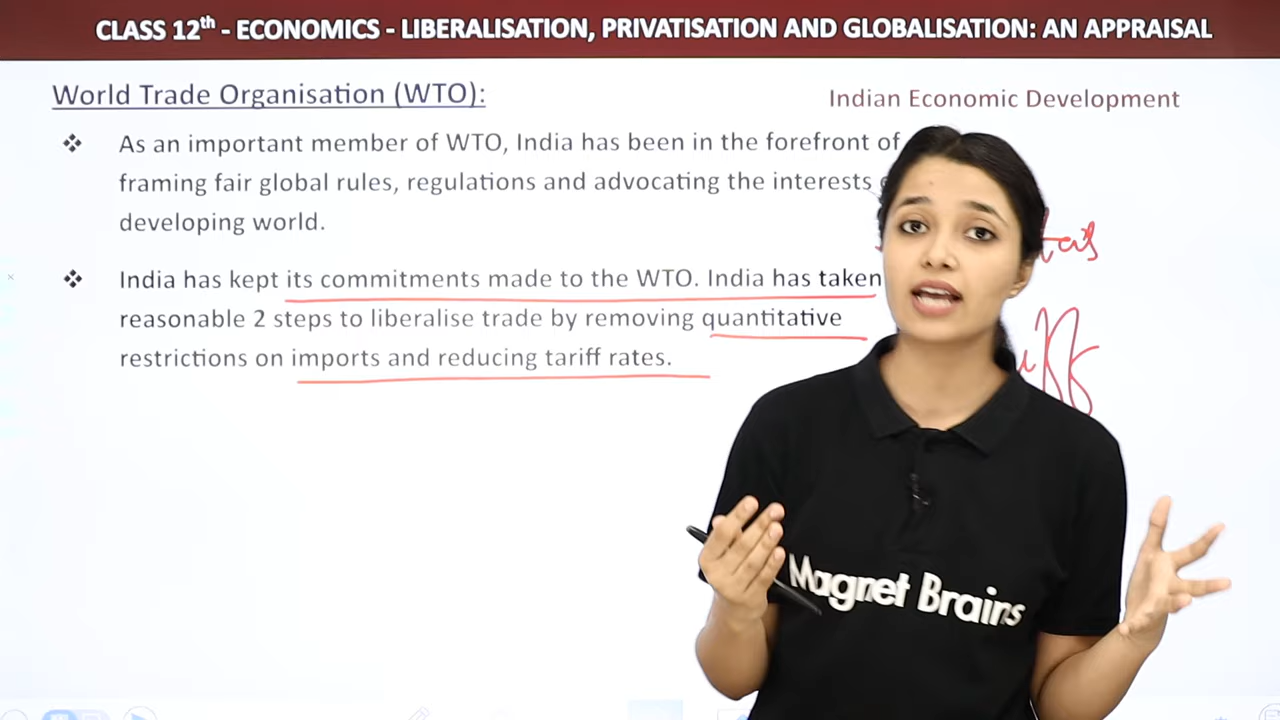 CLASS 12th - ECONOMICS - LIBERALISATION, PRIVATISATION AND GLOBALISATION: AN APPRAISAL
World Trade Organisation (WTO):
Indian Economic Development
❖ As an important member of WTO, India has been in the forefront of
framing fair global rules, regulations and advocating the interests
developing world.
❖ India has kept its commitments made to the WTO. India has taken
reasonable 2 steps to liberalise trade by removing quantitative
restrictions on imports and reducing tariff rates.
Magnet Brains